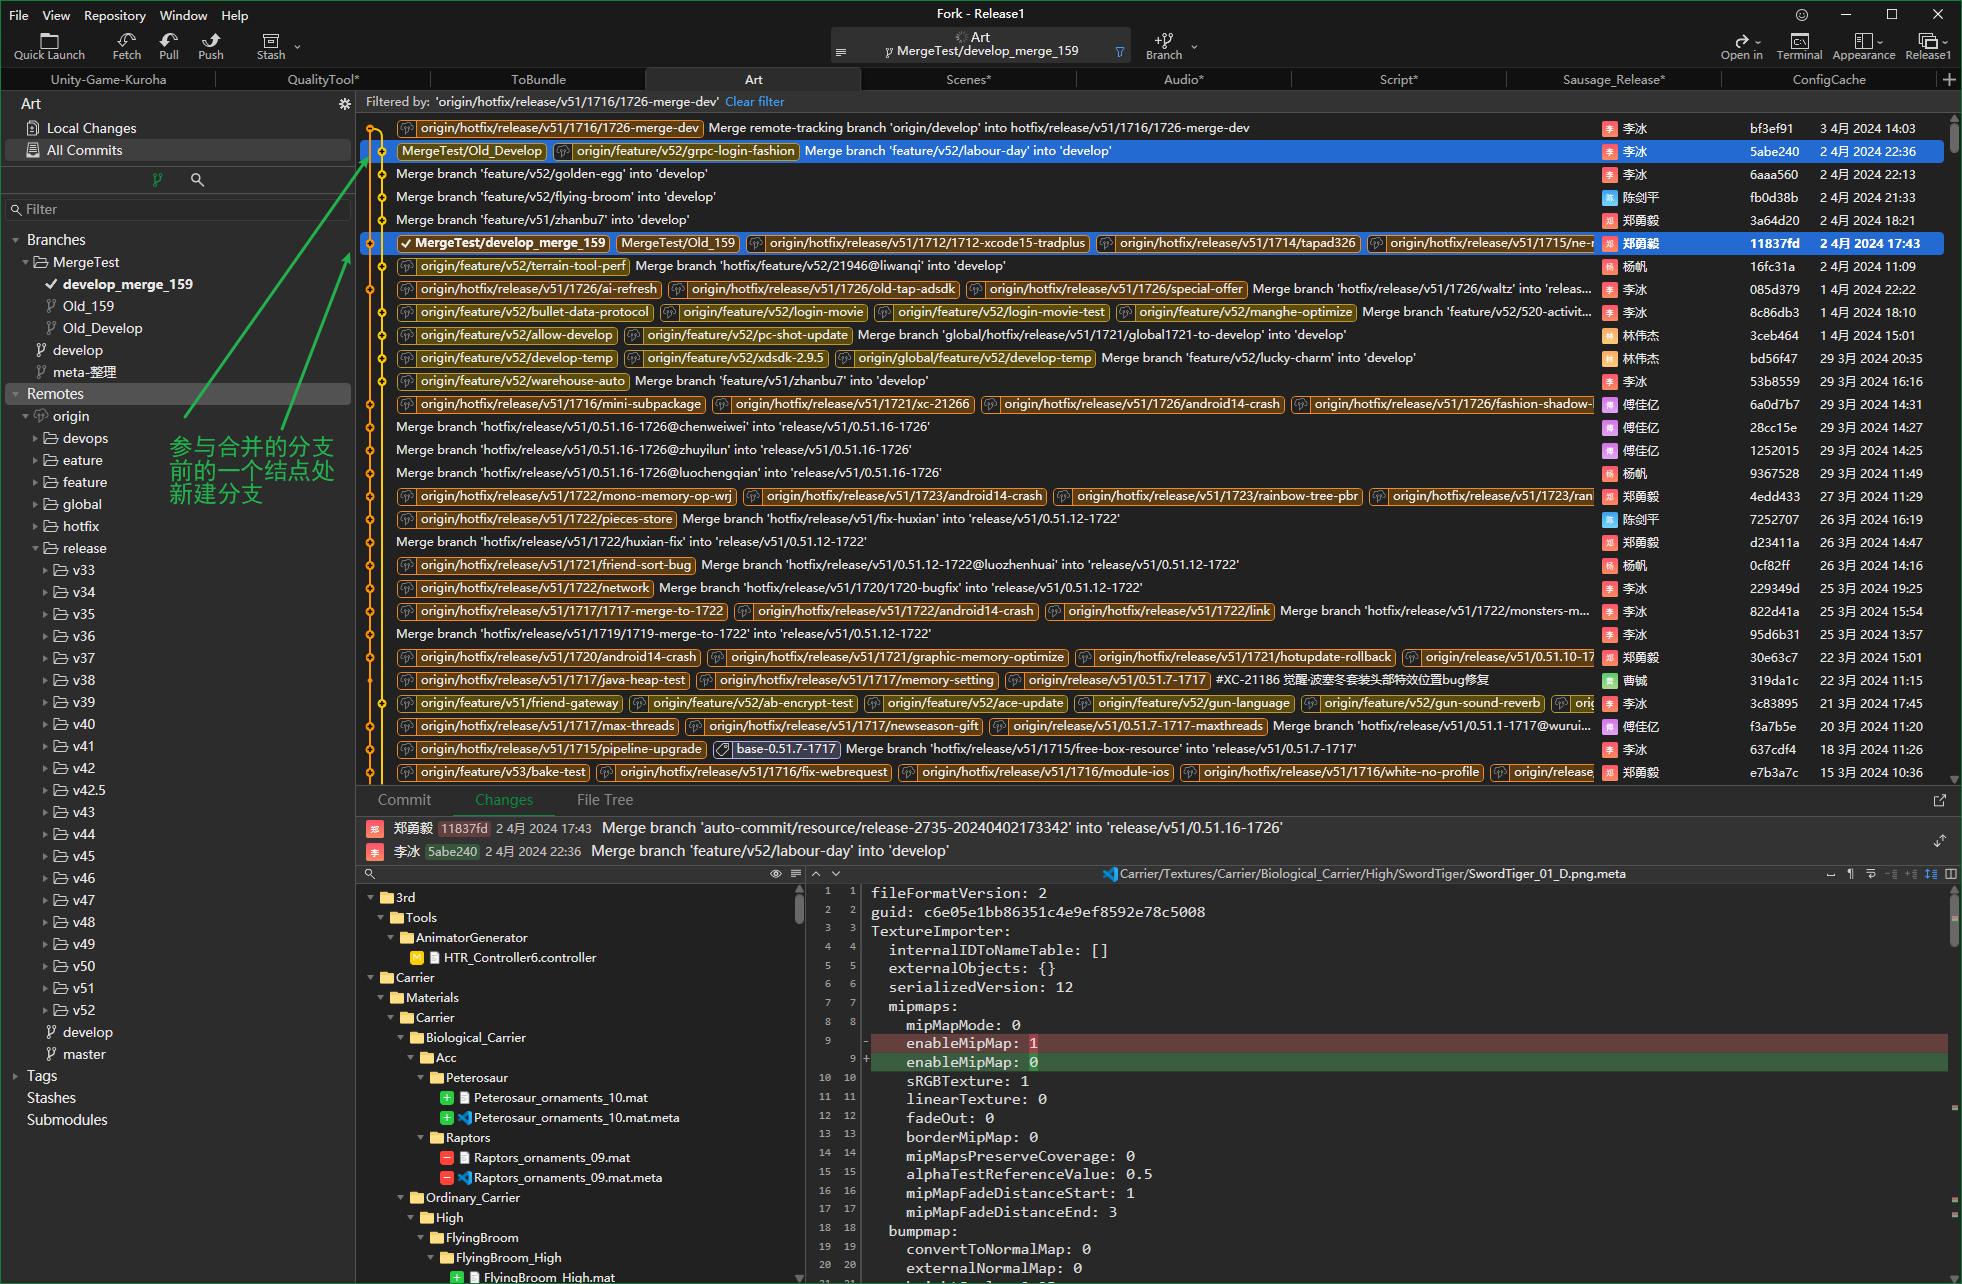 File View Repository Window Help
Fork - Release1
Quick Launch Fetch Pull Push Stash
Art
MergeTest/develop_merge_159
Branch
Open in Terminal Appearance Release1
Unity-Game-Kuroha QualityTool* ToBundle Art Scenes* Audio* Script* Sausage_Release* ConfigCache
Art
Local Changes
All Commits
Filter
Branches
MergeTest
develop_merge_159
Old_159
Old_Develop
develop
meta-整理
Remotes
origin
devops
eature
feature
global
hotfix
release
v33
v34
v35
v36
v37
v38
v39
v40
v41
v42
v42.5
v43
v44
v45
v46
v47
v48
v49
v50
v51
v52
develop
master
Tags
Stashes
Submodules
参与合并的分支
前的一个结点处
新建分支
Filtered by: 'origin/hotfix/release/v51/1716/1726-merge-dev' Clear filter
origin/hotfix/release/v51/1716/1726-merge-dev Merge remote-tracking branch 'origin/develop' into hotfix/release/v51/1716/1726-merge-dev 李 李冰 bf3ef91 3 4月 2024 14:03
MergeTest/Old_Develop origin/feature/v52/grpc-login-fashion Merge branch 'feature/v52/labour-day' into 'develop' 李 李冰 5abe240 2 4月 2024 22:36
Merge branch 'feature/v52/golden-egg' into 'develop' 李 李冰 6aaa560 2 4月 2024 22:13
Merge branch 'feature/v52/flying-broom' into 'develop' 陈 陈剑平 fb0d38b 2 4月 2024 21:33
Merge branch 'feature/v51/zhanbu7' into 'develop' 郑 郑勇毅 3a64d20 2 4月 2024 18:21
MergeTest/develop_merge_159 MergeTest/Old_159 origin/hotfix/release/v51/1712/1712-xcode15-tradplus origin/hotfix/release/v51/1714/tapad326 origin/hotfix/release/v51/1715/ne-r 郑 郑勇毅 11837fd 2 4月 2024 17:43
origin/feature/v52/terrain-tool-perf Merge branch 'hotfix/feature/v52/21946@liwanqi' into 'develop' 杨 杨帆 16fc31a 2 4月 2024 11:09
origin/hotfix/release/v51/1726/ai-refresh origin/hotfix/release/v51/1726/old-tap-adsdk origin/hotfix/release/v51/1726/special-offer Merge branch 'hotfix/release/v51/1726/waltz' into 'releas... 李 李冰 085d379 1 4月 2024 22:22
origin/feature/v52/bullet-data-protocol origin/feature/v52/login-movie origin/feature/v52/login-movie-test origin/feature/v52/manghe-optimize Merge branch 'feature/v52/520-activit... 李 李冰 8c86db3 1 4月 2024 18:10
origin/feature/v52/allow-develop origin/feature/v52/pc-shot-update Merge branch 'global/hotfix/release/v51/1721/global1721-to-develop' into 'develop' 林 林伟杰 3ceb464 1 4月 2024 15:01
origin/feature/v52/develop-temp origin/feature/v52/xdsdk-2.9.5 origin/global/feature/v52/develop-temp Merge branch 'feature/v52/lucky-charm' into 'develop' 林 林伟杰 bd56f47 29 3月 2024 20:35
origin/feature/v52/warehouse-auto Merge branch 'feature/v51/zhanbu7' into 'develop' 李 李冰 53b8559 29 3月 2024 16:16
origin/hotfix/release/v51/1716/mini-subpackage origin/hotfix/release/v51/1721/xc-21266 origin/hotfix/release/v51/1726/android14-crash origin/hotfix/release/v51/1726/fashion-shadow- 傅 傅佳亿 6a0d7b7 29 3月 2024 14:31
Merge branch 'hotfix/release/v51/0.51.16-1726@chenweiwei' into 'release/v51/0.51.16-1726' 傅 傅佳亿 28cc15e 29 3月 2024 14:27
Merge branch 'hotfix/release/v51/0.51.16-1726@zhuyilun' into 'release/v51/0.51.16-1726' 傅 傅佳亿 1252015 29 3月 2024 14:25
Merge branch 'hotfix/release/v51/0.51.16-1726@luochengqian' into 'release/v51/0.51.16-1726' 杨 杨帆 9367528 29 3月 2024 11:49
origin/hotfix/release/v51/1722/mono-memory-op-wrj origin/hotfix/release/v51/1723/android14-crash origin/hotfix/release/v51/1723/rainbow-tree-pbr origin/hotfix/release/v51/1723/ran 郑 郑勇毅 4edd433 27 3月 2024 11:29
origin/hotfix/release/v51/1722/pieces-store Merge branch 'hotfix/release/v51/fix-huxian' into 'release/v51/0.51.12-1722' 陈 陈剑平 7252707 26 3月 2024 16:19
Merge branch 'hotfix/release/v51/1722/huxian-fix' into 'release/v51/0.51.12-1722' 郑 郑勇毅 d23411a 26 3月 2024 14:47
origin/hotfix/release/v51/1721/friend-sort-bug Merge branch 'hotfix/release/v51/0.51.12-1722@luozhenhuai' into 'release/v51/0.51.12-1722' 杨 杨帆 0cf82ff 26 3月 2024 14:16
origin/hotfix/release/v51/1722/network Merge branch 'hotfix/release/v51/1720/1720-bugfix' into 'release/v51/0.51.12-1722' 李 李冰 229349d 25 3月 2024 19:25
origin/hotfix/release/v51/1717/1717-merge-to-1722 origin/hotfix/release/v51/1722/android14-crash origin/hotfix/release/v51/1722/link Merge branch 'hotfix/release/v51/1722/monsters-m... 李 李冰 822d41a 25 3月 2024 15:54
Merge branch 'hotfix/release/v51/1719/1719-merge-to-1722' into 'release/v51/0.51.12-1722' 李 李冰 95d6b31 25 3月 2024 13:57
origin/hotfix/release/v51/1720/android14-crash origin/hotfix/release/v51/1721/graphic-memory-optimize origin/hotfix/release/v51/1721/hotupdate-rollback origin/release/v51/0.51.10-17 郑 郑勇毅 30e63c7 22 3月 2024 15:01
origin/hotfix/release/v51/1717/java-heap-test origin/hotfix/release/v51/1717/memory-setting origin/release/v51/0.51.7-1717 #XC-21186 觉醒·波塞冬套装头部特效位置bug修复 曹铖 319da1c 22 3月 2024 11:15
origin/feature/v51/friend-gateway origin/feature/v52/ab-encrypt-test origin/feature/v52/ace-update origin/feature/v52/gun-language origin/feature/v52/gun-sound-reverb orig 李 李冰 3c83895 21 3月 2024 17:45
origin/hotfix/release/v51/1717/max-threads origin/hotfix/release/v51/1717/newseason-gift origin/release/v51/0.51.7-1717-maxthreads Merge branch 'hotfix/release/v51/0.51.1-1717@wurui... 傅 傅佳亿 f3a7b5e 20 3月 2024 11:20
origin/hotfix/release/v51/1715/pipeline-upgrade base-0.51.7-1717 Merge branch 'hotfix/release/v51/1715/free-box-resource' into 'release/v51/0.51.7-1717' 李 李冰 637cdf4 18 3月 2024 11:26
origin/feature/v53/bake-test origin/hotfix/release/v51/1716/fix-webrequest origin/hotfix/release/v51/1716/module-ios origin/hotfix/release/v51/1716/white-no-profile origin/release 郑 郑勇毅 e7b3a7c 15 3月 2024 10:36
Commit Changes File Tree
郑 郑勇毅 11837fd 2 4月 2024 17:43 Merge branch 'auto-commit/resource/release-2735-20240402173342' into 'release/v51/0.51.16-1726'
李 李冰 5abe240 2 4月 2024 22:36 Merge branch 'feature/v52/labour-day' into 'develop'
3rd
Tools
AnimatorGenerator
M HTR_Controller6.controller
Carrier
Materials
Carrier
Biological_Carrier
Acc
Peterosaur
Peterosaur_ornaments_10.mat
Peterosaur_ornaments_10.mat.meta
Raptors
Raptors_ornaments_09.mat
Raptors_ornaments_09.mat.meta
Ordinary_Carrier
High
FlyingBroom
FlyingBroom_High
FlyingBroom_High.mat
Carrier/Textures/Carrier/Biological_Carrier/High/SwordTiger/SwordTiger_01_D.png.meta
1 1 fileFormatVersion: 2
2 2 guid: c6e05e1bb86351c4e9ef8592e78c5008
3 3 TextureImporter:
4 4 internalIDToNameTable: []
5 5 externalObjects: {}
6 6 serializedVersion: 12
7 7 mipmaps:
8 8 mipMapMode: 0
9 - enableMipMap: 1
9 + enableMipMap: 0
10 10 sRGBTexture: 1
11 11 linearTexture: 0
12 12 fadeOut: 0
13 13 borderMipMap: 0
14 14 mipMapsPreserveCoverage: 0
15 15 alphaTestReferenceValue: 0.5
16 16 mipMapFadeDistanceStart: 1
17 17 mipMapFadeDistanceEnd: 3
18 18 bumpmap:
19 19 convertToNormalMap: 0
20 20 externalNormalMap: 0